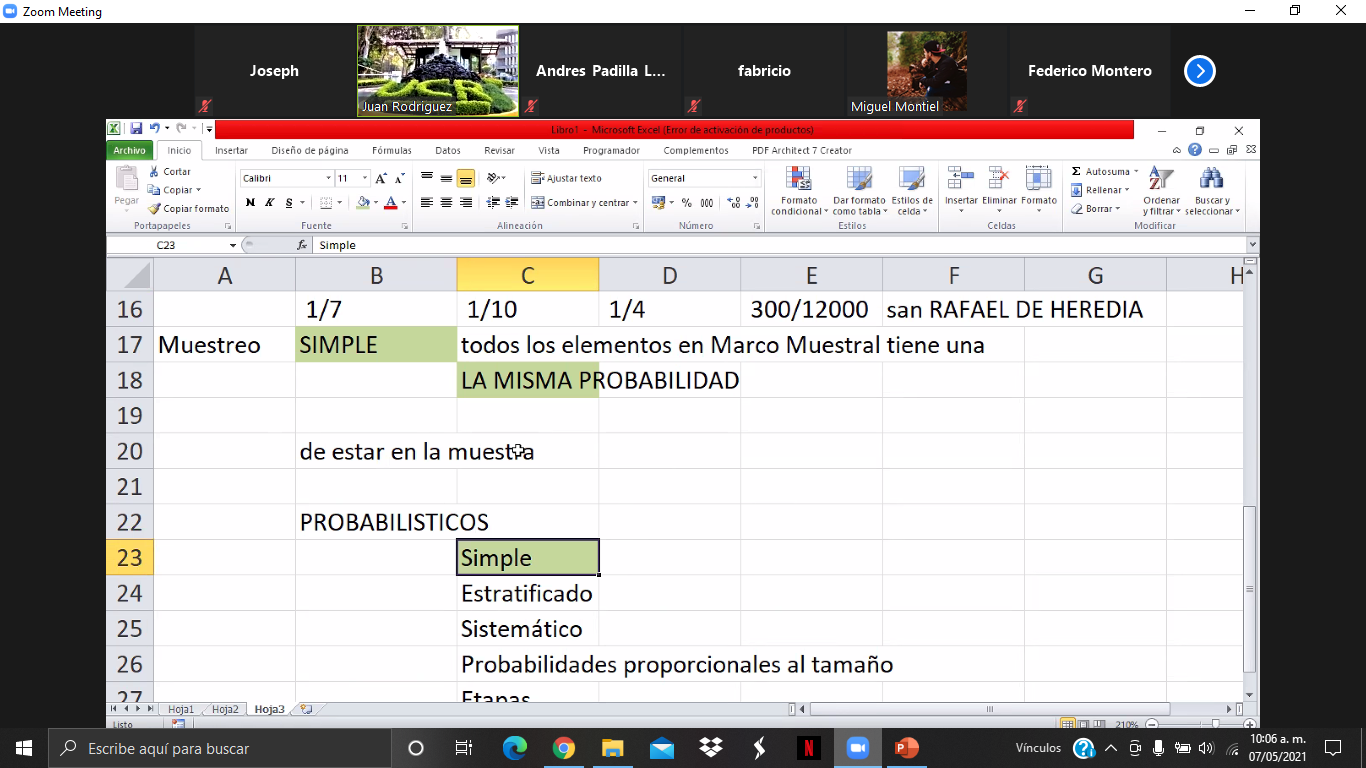 Zoom Meeting
Joseph
Juan Rodriguez
Andres Padilla L...
fabricio
Miguel Montiel
Federico Montero
Libro1 - Microsoft Excel (Error de activación de productos)
Archivo Inicio Insertar Diseño de página Fórmulas Datos Revisar Vista Programador Complementos PDF Architect 7 Creator
Pegar
Cortar
Copiar
Copiar formato
Portapapeles
Calibri 11
N K S
Fuente
Ajustar texto
Combinar y centrar
Alineación
General
% 000
Número
Formato condicional
Dar formato como tabla
Estilos de celda
Estilos
Insertar Eliminar Formato
Celdas
Autosuma
Rellenar
Borrar
Ordenar y filtrar
Buscar y seleccionar
Modificar
C23 fx Simple
A B C D E F G H
16 1/7 1/10 1/4 300/12000 san RAFAEL DE HEREDIA
17 Muestreo SIMPLE todos los elementos en Marco Muestral tiene una
18 LA MISMA PROBABILIDAD
19
20 de estar en la muestra
21
22 PROBABILISTICOS
23 Simple
24 Estratificado
25 Sistemático
26 Probabilidades proporcionales al tamaño
27 Etapas
Hoja1 Hoja2 Hoja3
Listo 210%
Escribe aquí para buscar
Vínculos
10:06 a. m.
07/05/2021